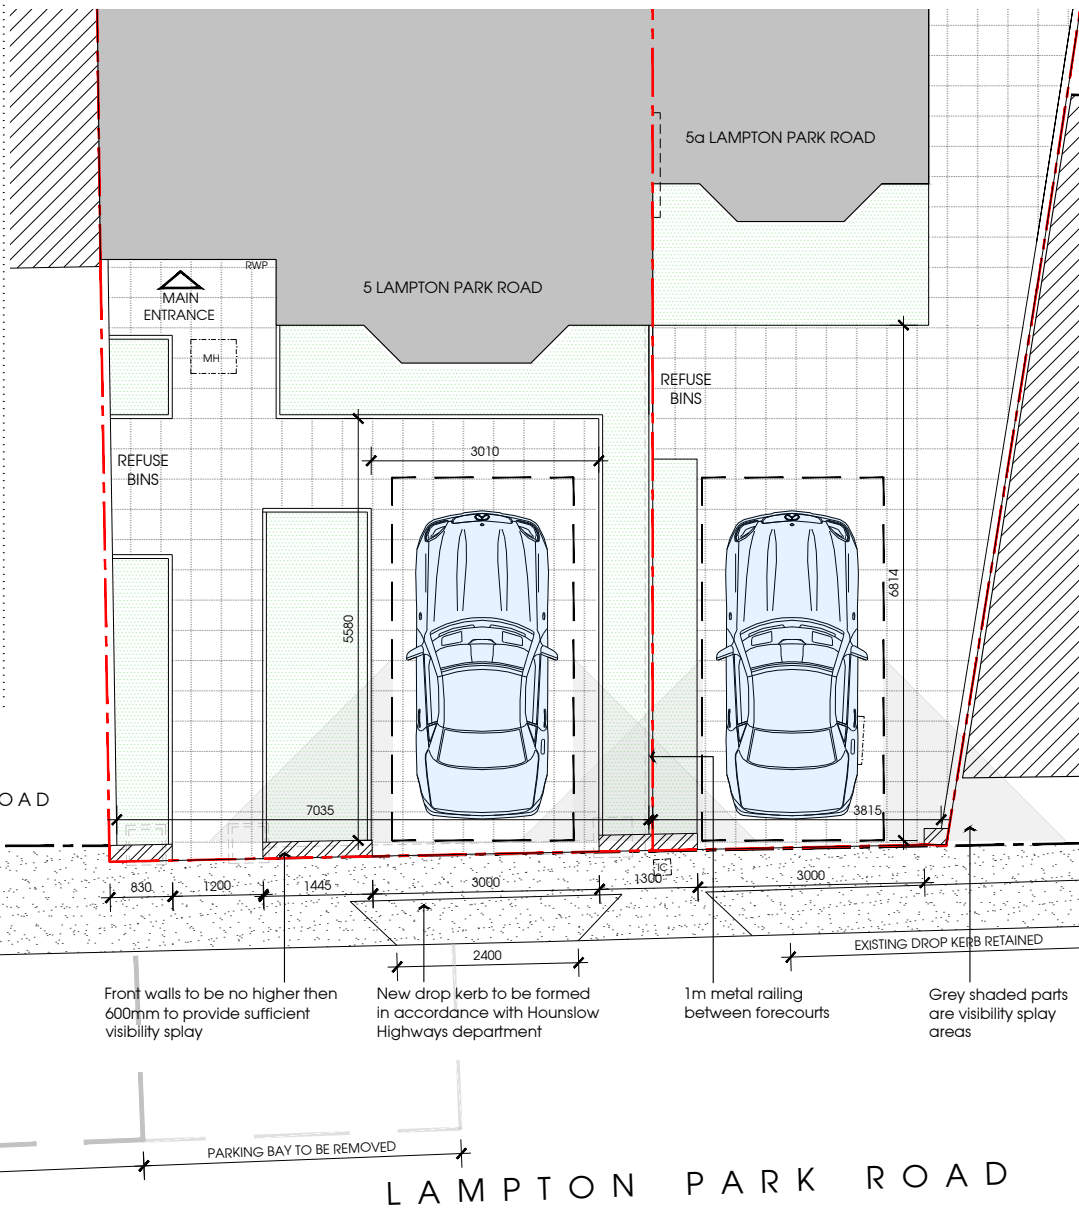 5a LAMPTON PARK ROAD
RWP
MAIN
ENTRANCE
5 LAMPTON PARK ROAD
MH
REFUSE
BINS
3010
REFUSE
BINS
5580
6814
OAD
7035
3815
IC
830
1200
1445
3000
1300
3000
2400
EXISTING DROP KERB RETAINED
Front walls to be no higher then
600mm to provide sufficient
visibility splay
New drop kerb to be formed
in accordance with Hounslow
Highways department
1m metal railing
between forecourts
Grey shaded parts
are visibility splay
areas
PARKING BAY TO BE REMOVED
LAMPTON PARK ROAD